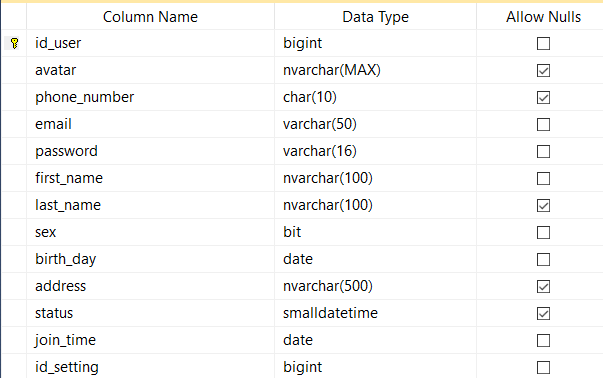 Column Name Data Type Allow Nulls
id_user bigint
avatar nvarchar(MAX)
phone_number char(10)
email varchar(50)
password varchar(16)
first_name nvarchar(100)
last_name nvarchar(100)
sex bit
birth_day date
address nvarchar(500)
status smalldatetime
join_time date
id_setting bigint